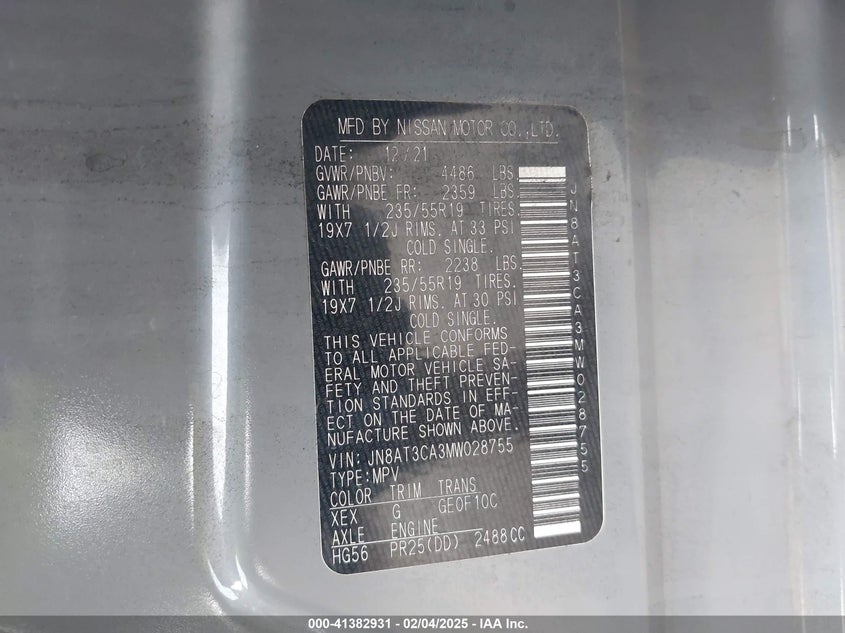 MFD BY NISSAN MOTOR CO.,LTD.
DATE: 12/21
GVWR/PNBV: 4486 LBS.
GAWR/PNBE FR: 2359 LBS.
WITH 235/55R19 TIRES.
19X7 1/2J RIMS. AT 33 PSI
COLD SINGLE.
GAWR/PNBE RR: 2238 LBS.
WITH 235/55R19 TIRES.
19X7 1/2J RIMS. AT 30 PSI
COLD SINGLE.
THIS VEHICLE CONFORMS
TO ALL APPLICABLE FED-
ERAL MOTOR VEHICLE SA-
FETY AND THEFT PREVEN-
TION STANDARDS IN EFF-
ECT ON THE DATE OF MA-
NUFACTURE SHOWN ABOVE.
VIN: JN8AT3CA3MW028755
TYPE:MPV
COLOR TRIM TRANS
XEX G GE0F10C
AXLE ENGINE
HG56 PR25(DD) 2488CC
JN8AT3CA3MW028755
000-41382931 - 02/04/2025 - IAA Inc.